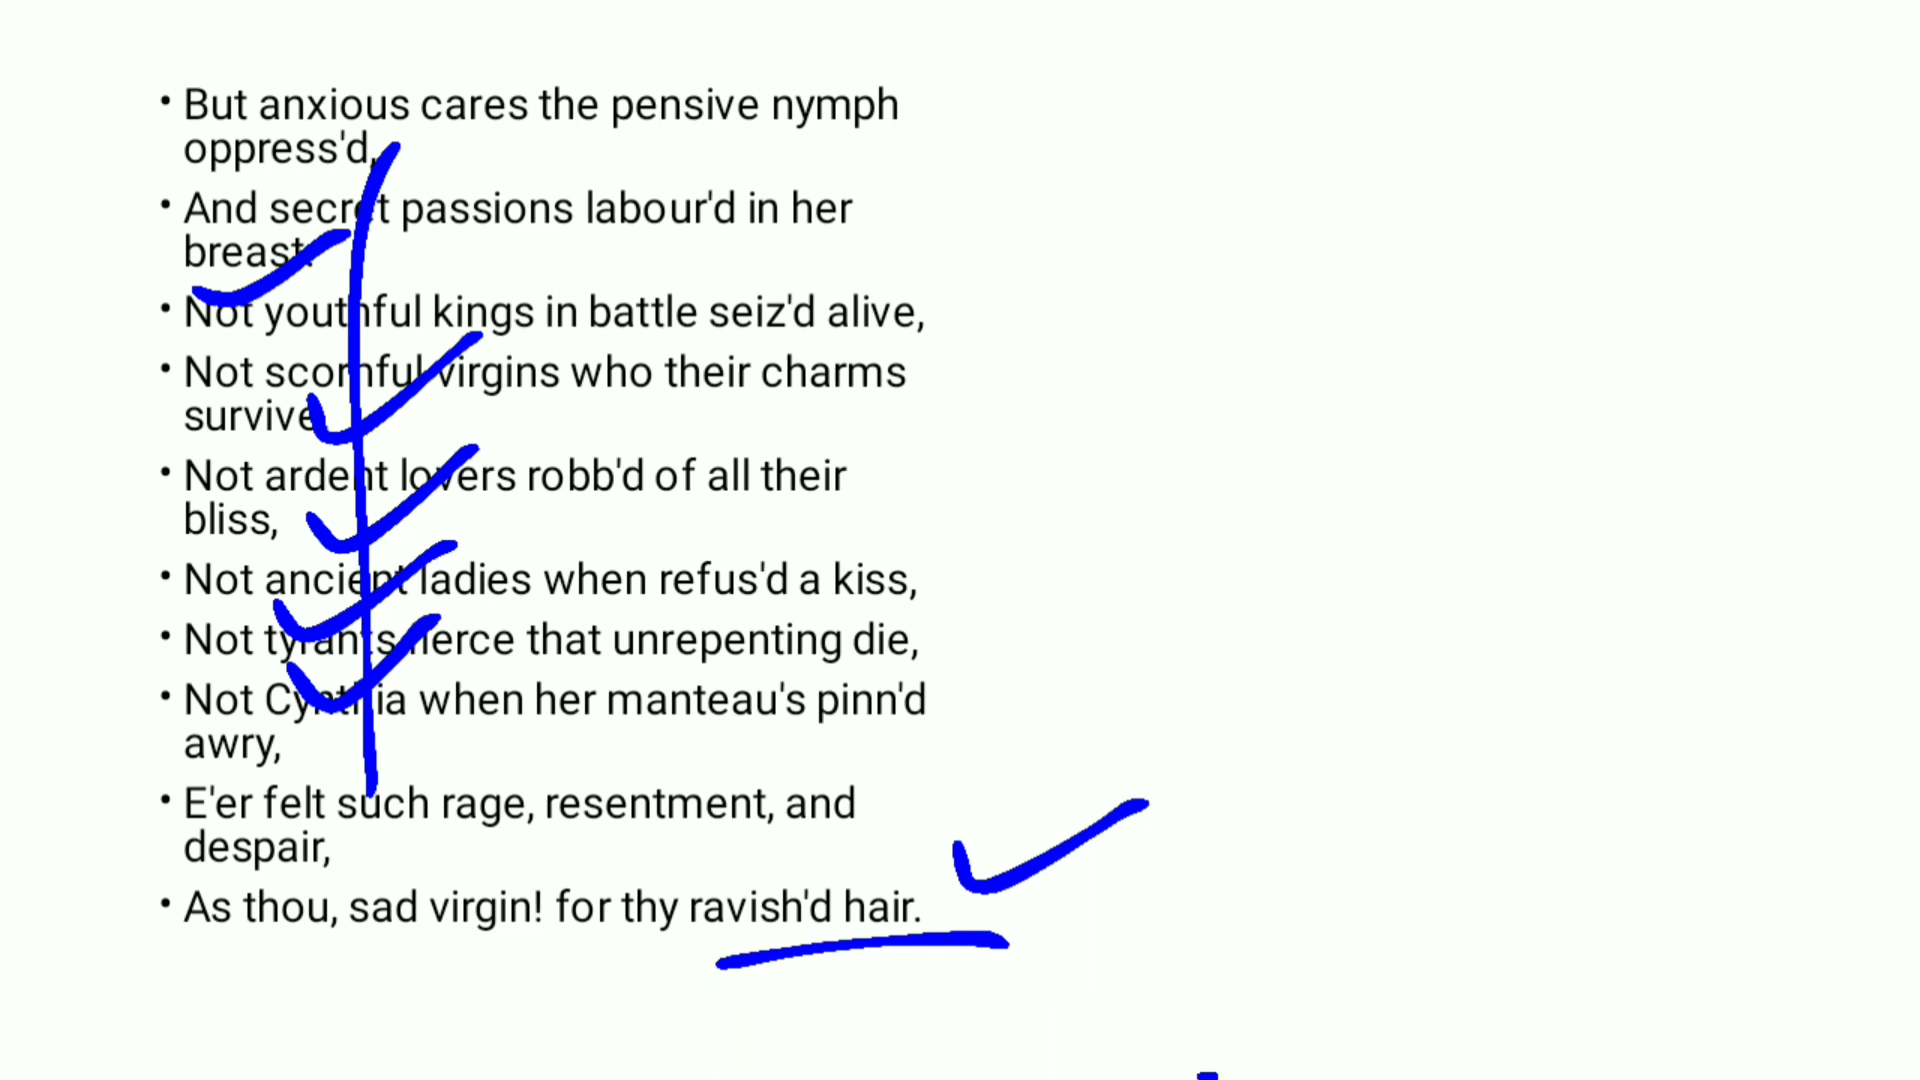 • But anxious cares the pensive nymph
oppress'd,
• And secret passions labour'd in her
breast.
• Not youthful kings in battle seiz'd alive,
• Not scornful virgins who their charms
survive,
• Not ardent lovers robb'd of all their
bliss,
• Not ancient ladies when refus'd a kiss,
• Not tyrants fierce that unrepenting die,
• Not Cynthia when her manteau's pinn'd
awry,
• E'er felt such rage, resentment, and
despair,
• As thou, sad virgin! for thy ravish'd hair.